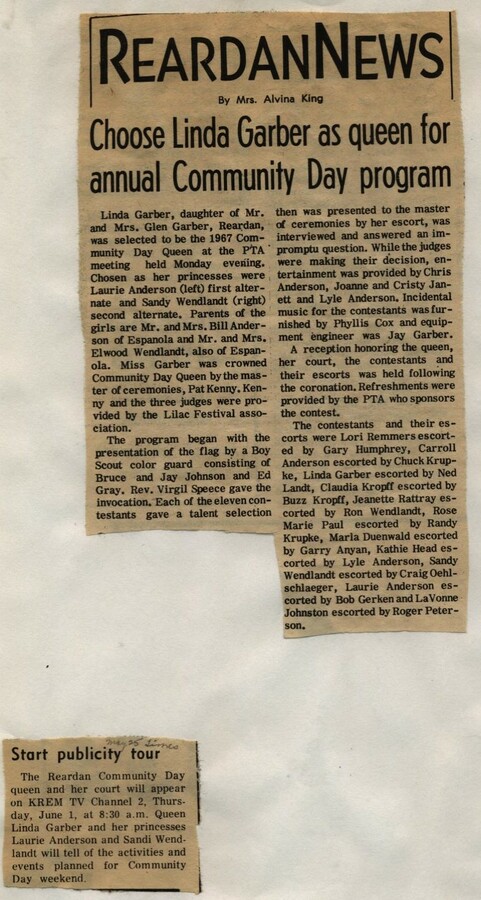 REARDAN NEWS
By Mrs. Alvina King
Choose Linda Garber as queen for
annual Community Day program
Linda Garber, daughter of Mr.
and Mrs. Glen Garber, Reardan,
was selected to be the 1967 Com-
munity Day Queen at the PTA
meeting held Monday evening.
Chosen as her princesses were
Laurie Anderson (left) first alter-
nate and Sandy Wendlandt (right)
second alternate. Parents of the
girls are Mr. and Mrs. Bill Ander-
son of Espanola and Mr. and Mrs.
Elwood Wendlandt, also of Espan-
ola. Miss Garber was crowned
Community Day Queen by the mas-
ter of ceremonies, Pat Kenny. Ken-
ny and the three judges were pro-
vided by the Lilac Festival asso-
ciation.
The program began with the
presentation of the flag by a Boy
Scout color guard consisting of
Bruce and Jay Johnson and Ed
Gray. Rev. Virgil Speece gave the
invocation. Each of the eleven con-
testants gave a talent selection
then was presented to the master
of ceremonies by her escort, was
interviewed and answered an im-
promptu question. While the judges
were making their decision, en-
tertainment was provided by Chris
Anderson, Joanne and Cristy Jan-
ett and Lyle Anderson. Incidental
music for the contestants was fur-
nished by Phyllis Cox and equip-
ment engineer was Jay Garber.
A reception honoring the queen,
her court, the contestants and
their escorts was held following
the coronation. Refreshments were
provided by the PTA who sponsors
the contest.
The contestants and their es-
corts were Lori Remmers escort-
ed by Gary Humphrey, Carroll
Anderson escorted by Chuck Krup-
ke, Linda Garber escorted by Ned
Landt, Claudia Kropff escorted by
Buzz Kropff, Jeanette Rattray es-
corted by Ron Wendlandt, Rose
Marie Paul escorted by Randy
Krupke, Marla Duenwald escorted
by Garry Anyan, Kathie Head es-
corted by Lyle Anderson, Sandy
Wendlandt escorted by Craig Oehl-
schlaeger, Laurie Anderson es-
corted by Bob Gerken and LaVonne
Johnston escorted by Roger Peter-
son.
Times
Start publicity tour
The Reardan Community Day
queen and her court will appear
on KREM TV Channel 2, Thurs-
day, June 1, at 8:30 a.m. Queen
Linda Garber and her princesses
Laurie Anderson and Sandi Wend-
landt will tell of the activities and
events planned for Community
Day weekend.